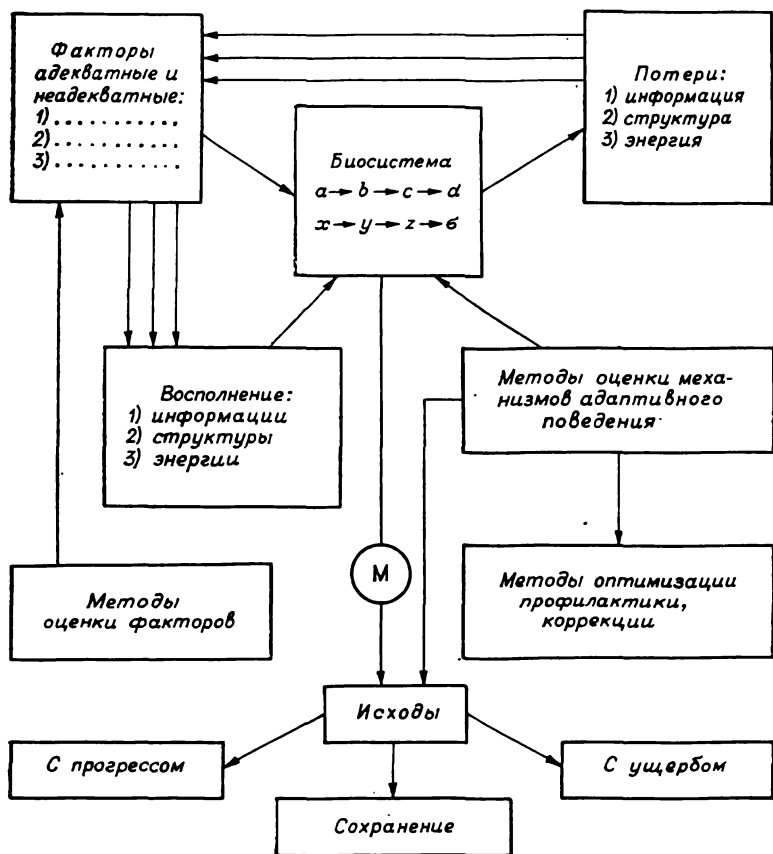 Факторы
адекватные и
неадекватные:
1) . . . . . . . . . . .
2) . . . . . . . . . . .
3) . . . . . . . . . . .
Потери:
1) информация
2) структура
3) энергия
Биосистема
a → b → c → d
x → y → z → б
Восполнение:
1) информации
2) структуры
3) энергии
Методы оценки меха-
низмов адаптивного
поведения
М
Методы
оценки факторов
Методы оптимизации
профилактики,
коррекции
Исходы
С прогрессом
С ущербом
Сохранение